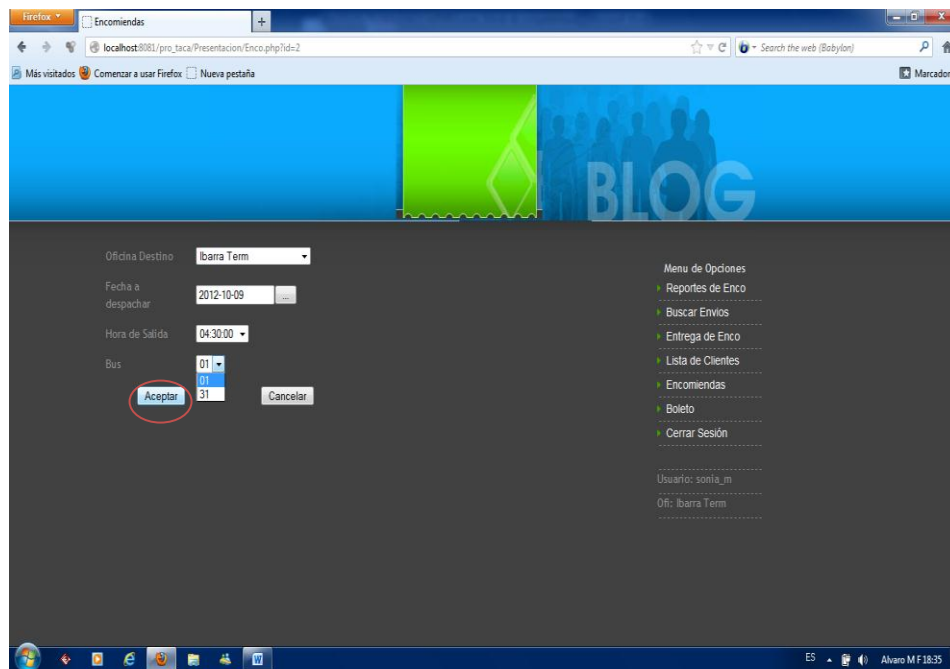 Firefox
Encomiendas
+
localhost:8081/pro_taca/Presentacion/Enco.php?id=2
Search the web (Babylon)
Más visitados
Comenzar a usar Firefox
Nueva pestaña
Marcador
BLOG
Oficina Destino
Ibarra Term
Fecha a
despachar
2012-10-09
...
Hora de Salida
04:30:00
Bus
01
01
31
Aceptar
Cancelar
Menu de Opciones
Reportes de Enco
Buscar Envios
Entrega de Enco
Lista de Clientes
Encomiendas
Boleto
Cerrar Sesión
Usuario: sonia_m
Ofi: Ibarra Term
ES
Alvaro M F 18:35